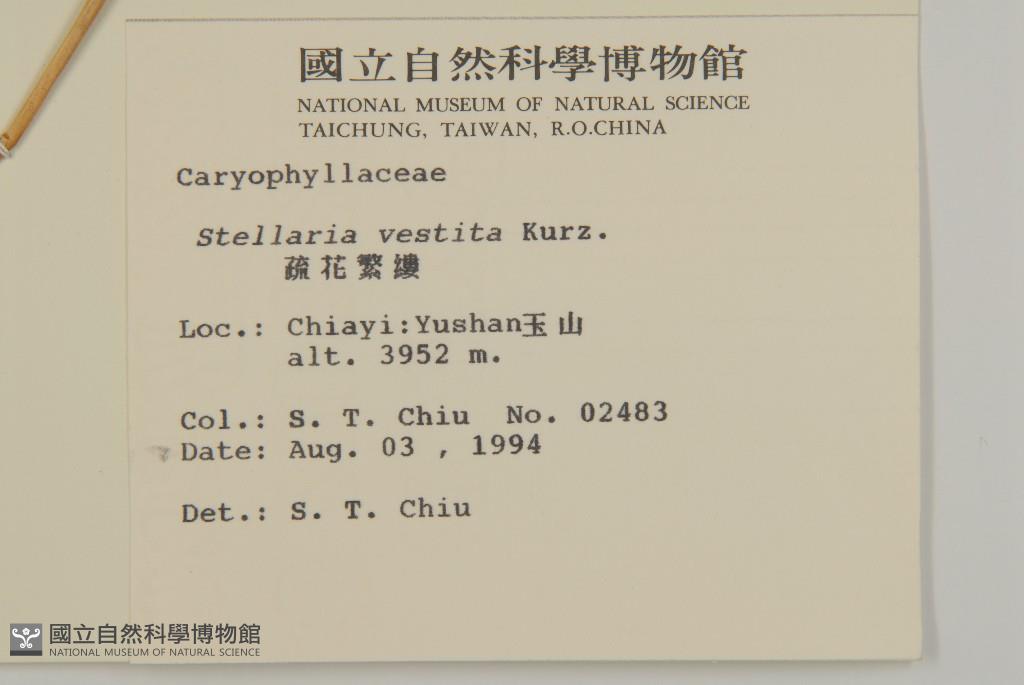 國立自然科學博物館
NATIONAL MUSEUM OF NATURAL SCIENCE
TAICHUNG, TAIWAN, R.O.CHINA
Caryophyllaceae
Stellaria vestita Kurz.
疏花繁縷
Loc.: Chiayi:Yushan玉山
alt. 3952 m.
Col.: S. T. Chiu No. 02483
Date: Aug. 03 , 1994
Det.: S. T. Chiu
國立自然科學博物館
NATIONAL MUSEUM OF NATURAL SCIENCE